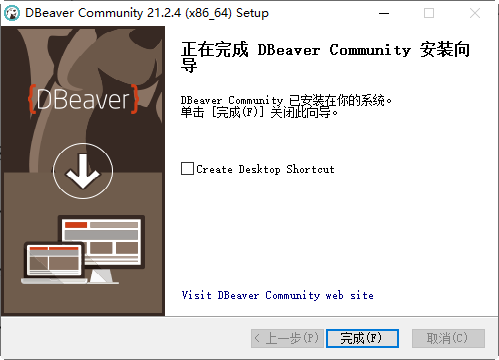 DBeaver Community 21.2.4 (x86_64) Setup
正在完成 DBeaver Community 安装向
导
{DBeaver}
DBeaver Community 已安装在你的系统。
单击 [完成(F)] 关闭此向导。
Create Desktop Shortcut
Visit DBeaver Community web site
< 上一步(P) 完成(F) 取消(C)